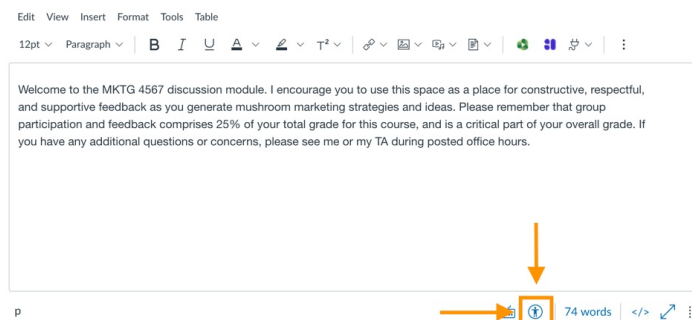 Edit View Insert Format Tools Table
12pt Paragraph B I U A T²
Welcome to the MKTG 4567 discussion module. I encourage you to use this space as a place for constructive, respectful,
and supportive feedback as you generate mushroom marketing strategies and ideas. Please remember that group
participation and feedback comprises 25% of your total grade for this course, and is a critical part of your overall grade. If
you have any additional questions or concerns, please see me or my TA during posted office hours.
p 74 words </>